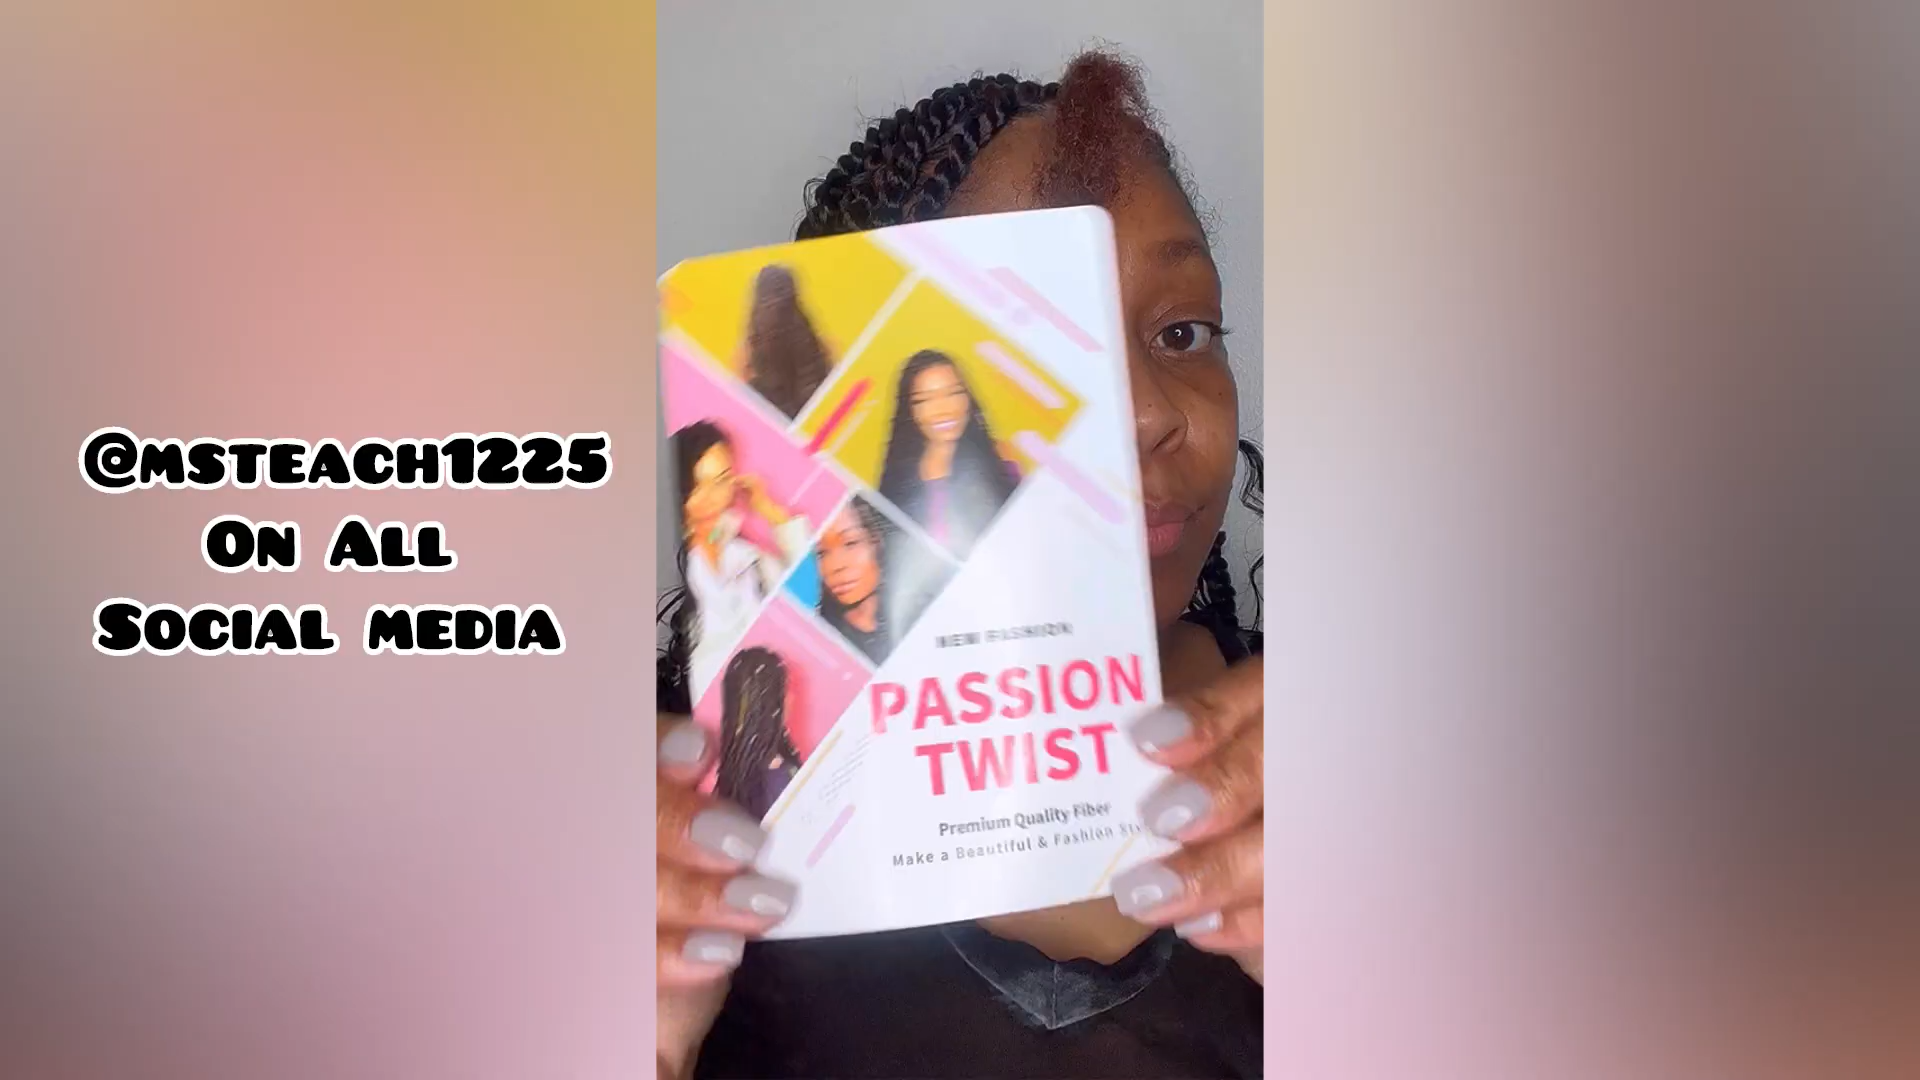 @msteach1225
On All
Social media
NEW FASHION
PASSION
TWIST
Premium Quality Fiber
Make a Beautiful & Fashion